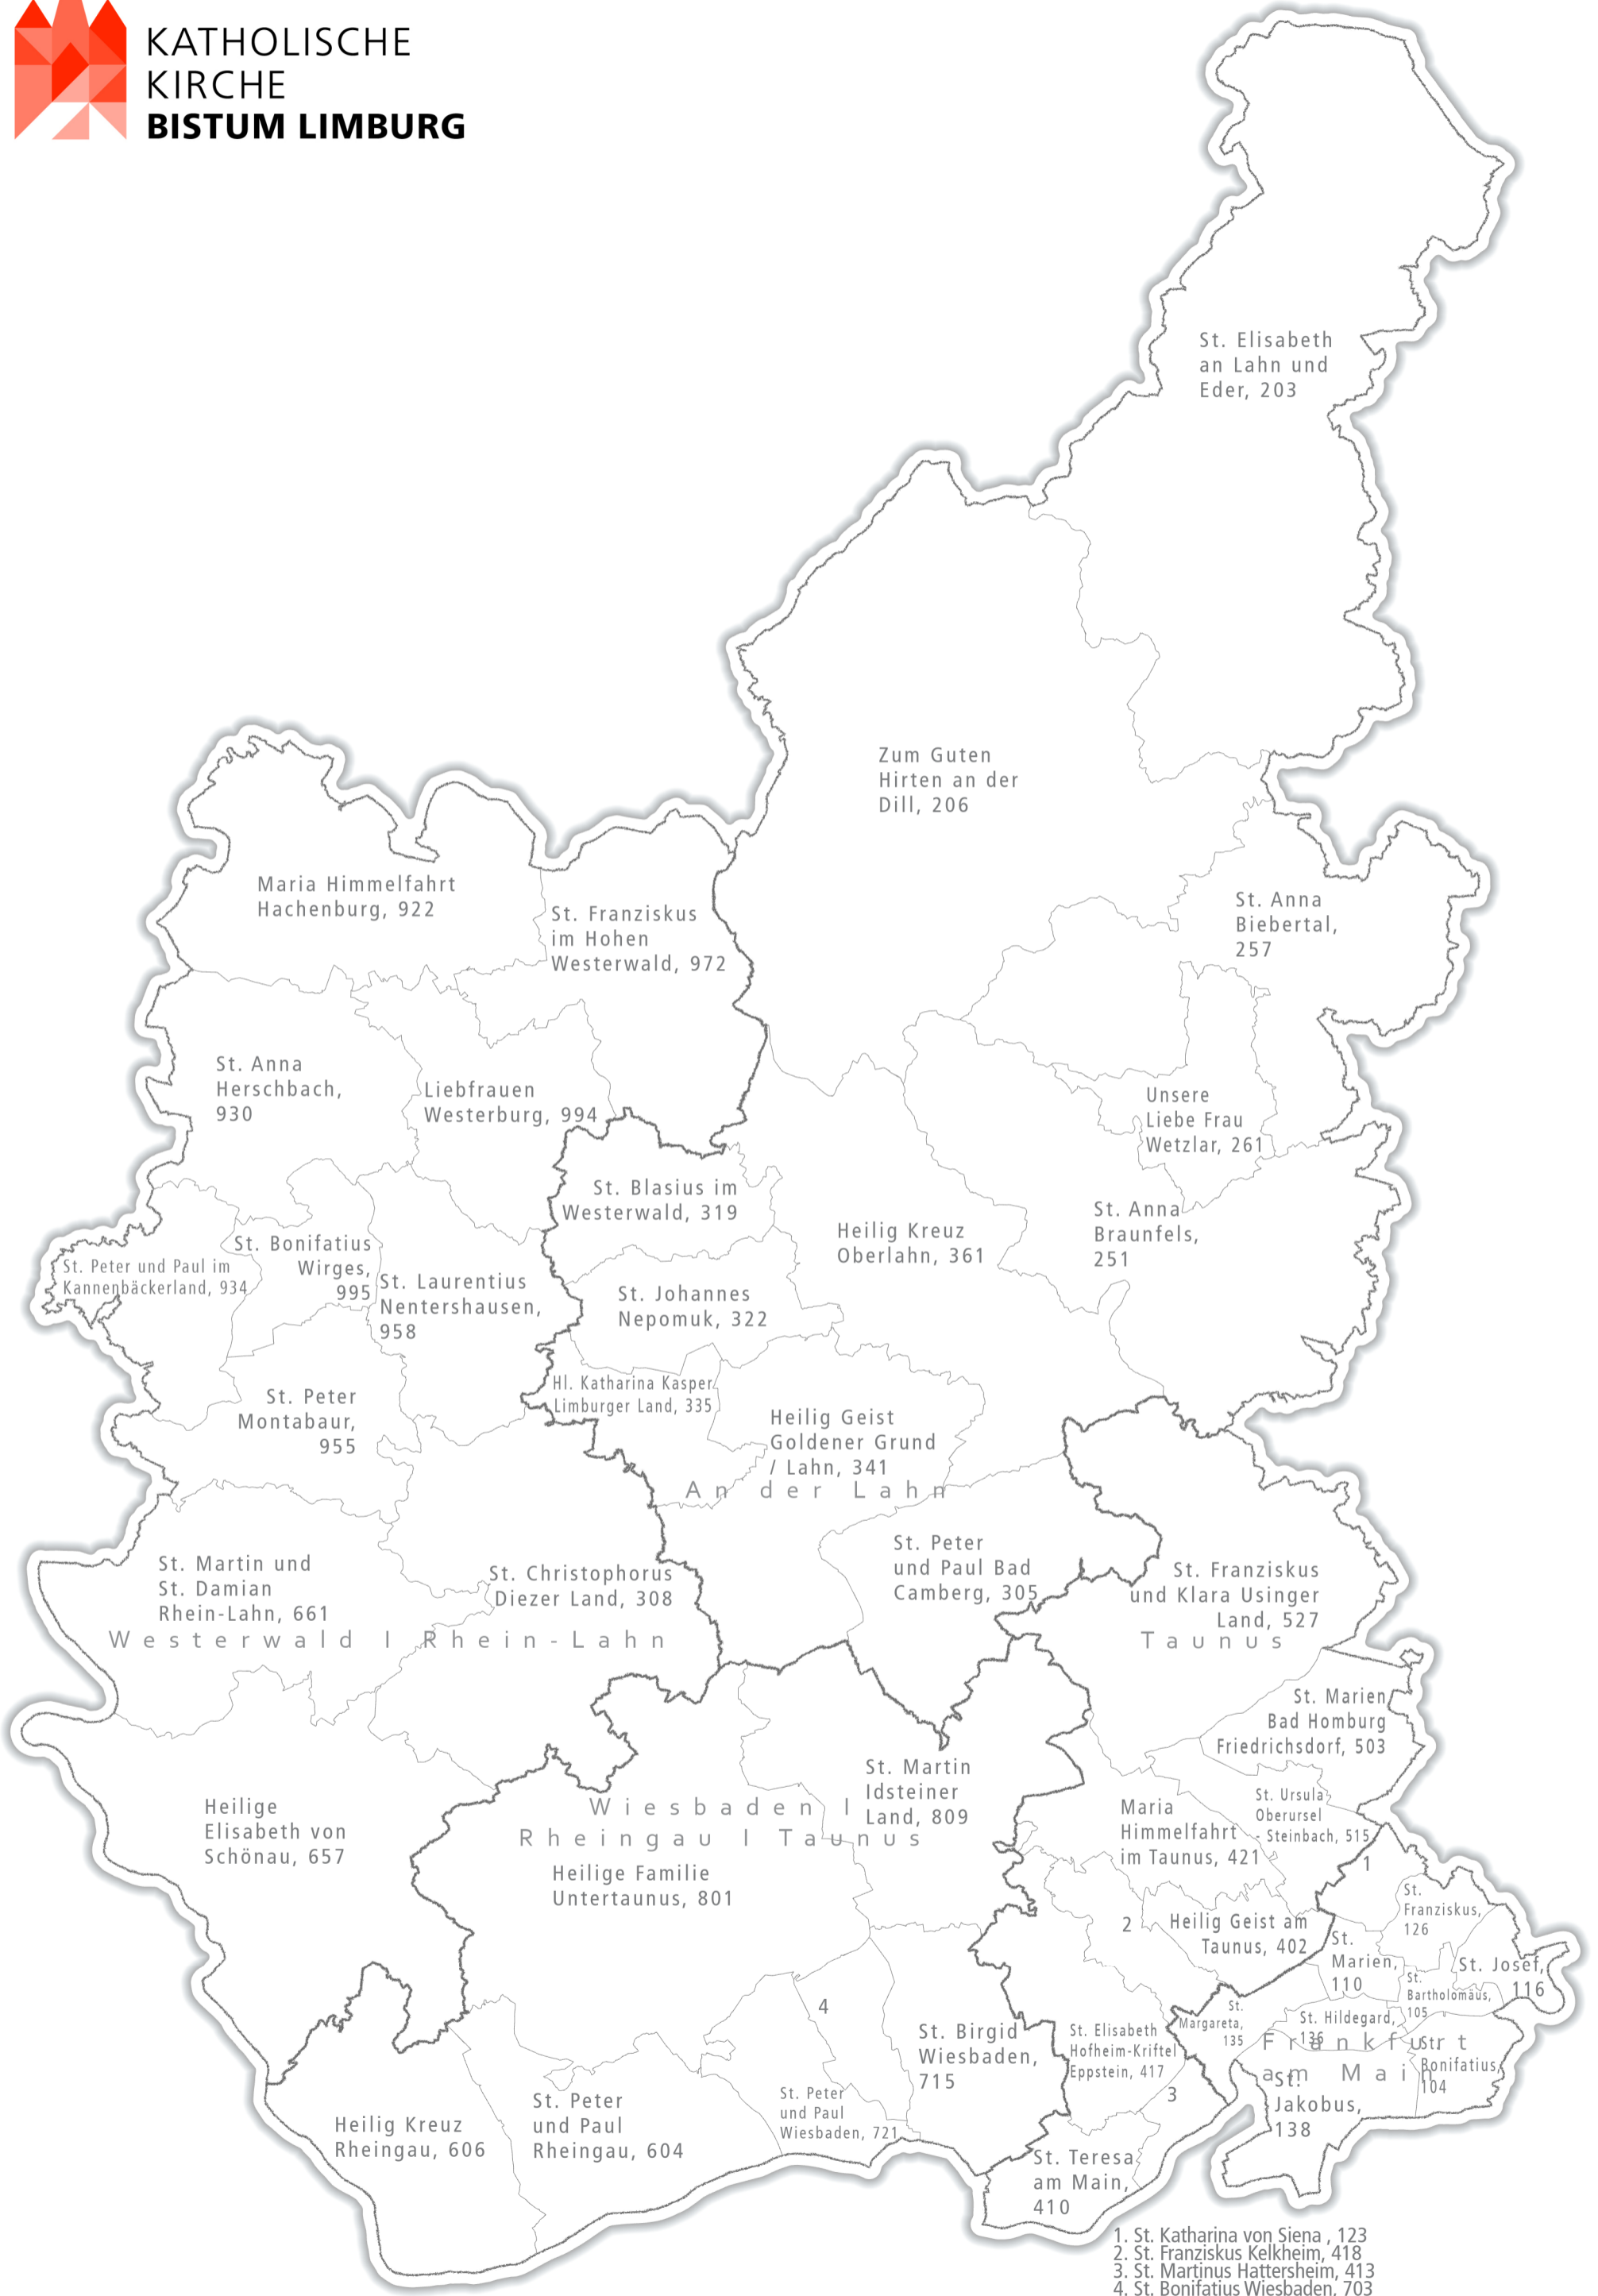 KATHOLISCHE
KIRCHE
BISTUM LIMBURG
St. Elisabeth
an Lahn und
Eder, 203
Zum Guten
Hirten an der
Dill, 206
Maria Himmelfahrt
Hachenburg, 922
St. Franziskus
im Hohen
Westerwald, 972
St. Anna
Biebertal,
257
St. Anna
Herschbach,
930
Liebfrauen
Westerburg, 994
Unsere
Liebe Frau
Wetzlar, 261
St. Blasius im
Westerwald, 319
Heilig Kreuz
Oberlahn, 361
St. Anna
Braunfels,
251
St. Peter und Paul im
Kannenbäckerland, 934
St. Bonifatius
Wirges,
995
St. Laurentius
Nentershausen,
958
St. Johannes
Nepomuk, 322
St. Peter
Montabaur,
955
Hl. Katharina Kasper
Limburger Land, 335
Heilig Geist
Goldener Grund
/ Lahn, 341
An der Lahn
St. Martin und
St. Damian
Rhein-Lahn, 661
St. Christophorus
Diezer Land, 308
St. Peter
und Paul Bad
Camberg, 305
St. Franziskus
und Klara Usinger
Land, 527
Westerwald I Rhein-Lahn
Taunus
St. Marien
Bad Homburg
Friedrichsdorf, 503
Heilige
Elisabeth von
Schönau, 657
St. Martin
Idsteiner
Land, 809
Wiesbaden I
Rheingau I Taunus
Heilige Familie
Untertaunus, 801
Maria
Himmelfahrt
im Taunus, 421
St. Ursula
Oberursel
- Steinbach, 515
1
2
Heilig Geist am
Taunus, 402
St.
Franziskus,
126
St.
Marien,
110
St. Josef,
116
St.
Bartholomäus,
105
St. Hildegard,
136
St.
Margareta,
135
Frankfurt
am Main
St.
Bonifatius,
104
St.
Jakobus,
138
4
St. Birgid
Wiesbaden,
715
St. Elisabeth
Hofheim-Kriftel
Eppstein, 417
3
St. Peter
und Paul
Wiesbaden, 721
Heilig Kreuz
Rheingau, 606
St. Peter
und Paul
Rheingau, 604
St. Teresa
am Main,
410
1. St. Katharina von Siena , 123
2. St. Franziskus Kelkheim, 418
3. St. Martinus Hattersheim, 413
4. St. Bonifatius Wiesbaden, 703